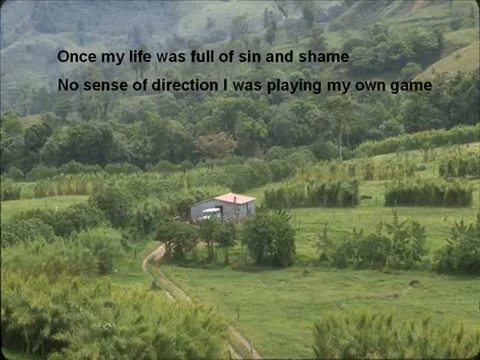 Once my life was full of sin and shame
No sense of direction I was playing my own game